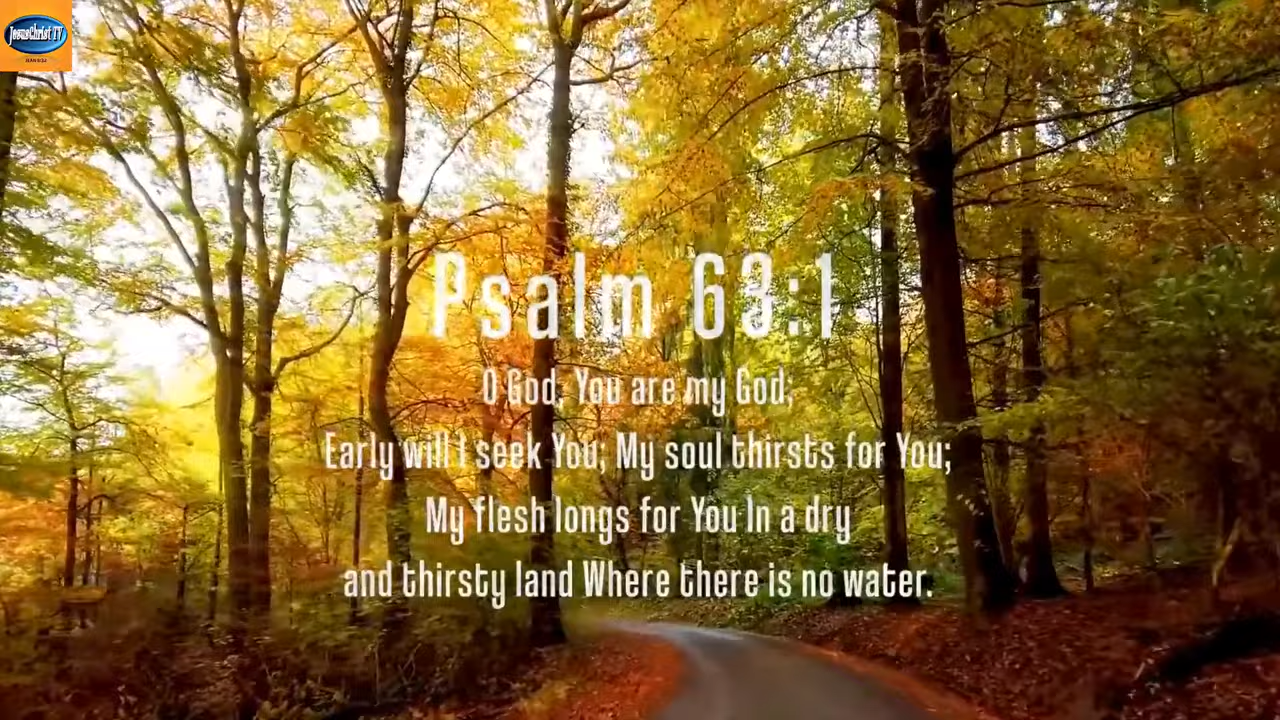 JesusChrist TV
Psalm 63:1
O God, You are my God;
Early will I seek You; My soul thirsts for You;
My flesh longs for You In a dry
and thirsty land Where there is no water.